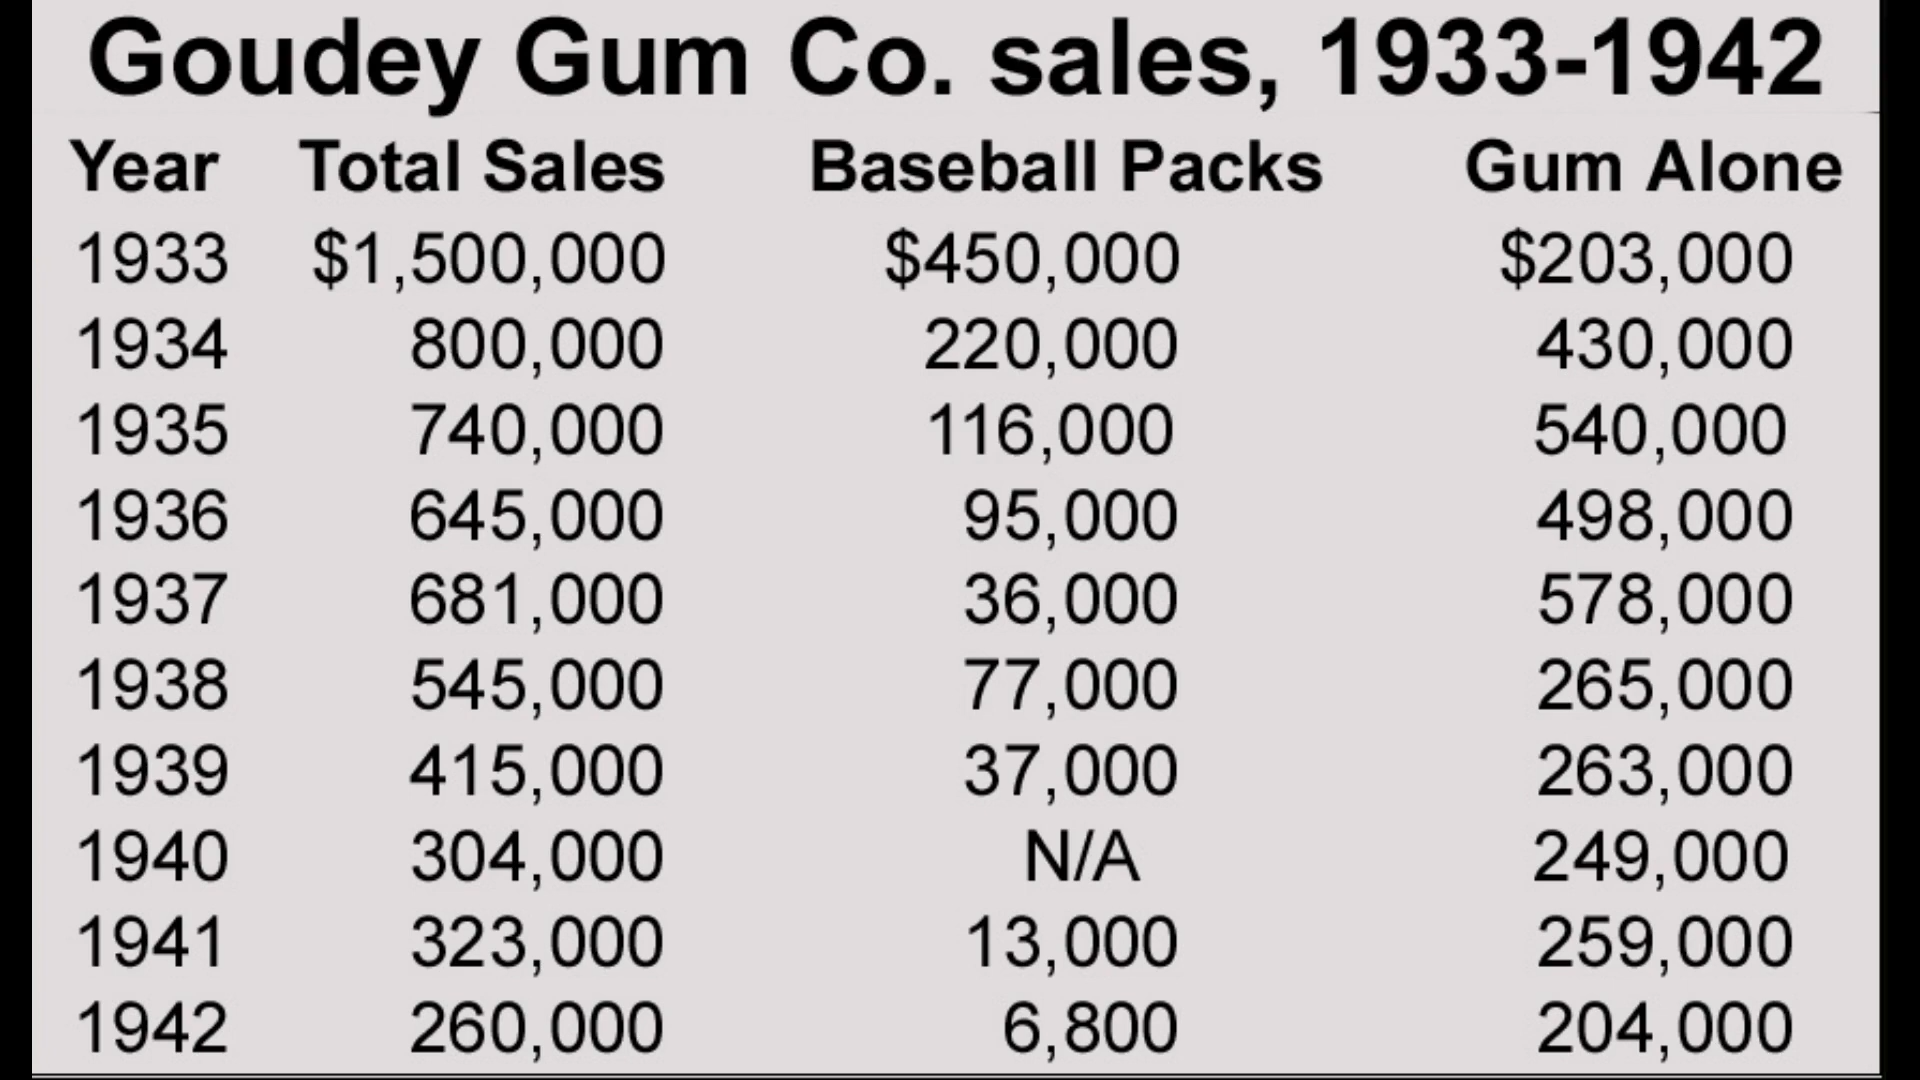 Goudey Gum Co. sales, 1933-1942
Year Total Sales Baseball Packs Gum Alone
1933 $1,500,000 $450,000 $203,000
1934 800,000 220,000 430,000
1935 740,000 116,000 540,000
1936 645,000 95,000 498,000
1937 681,000 36,000 578,000
1938 545,000 77,000 265,000
1939 415,000 37,000 263,000
1940 304,000 N/A 249,000
1941 323,000 13,000 259,000
1942 260,000 6,800 204,000